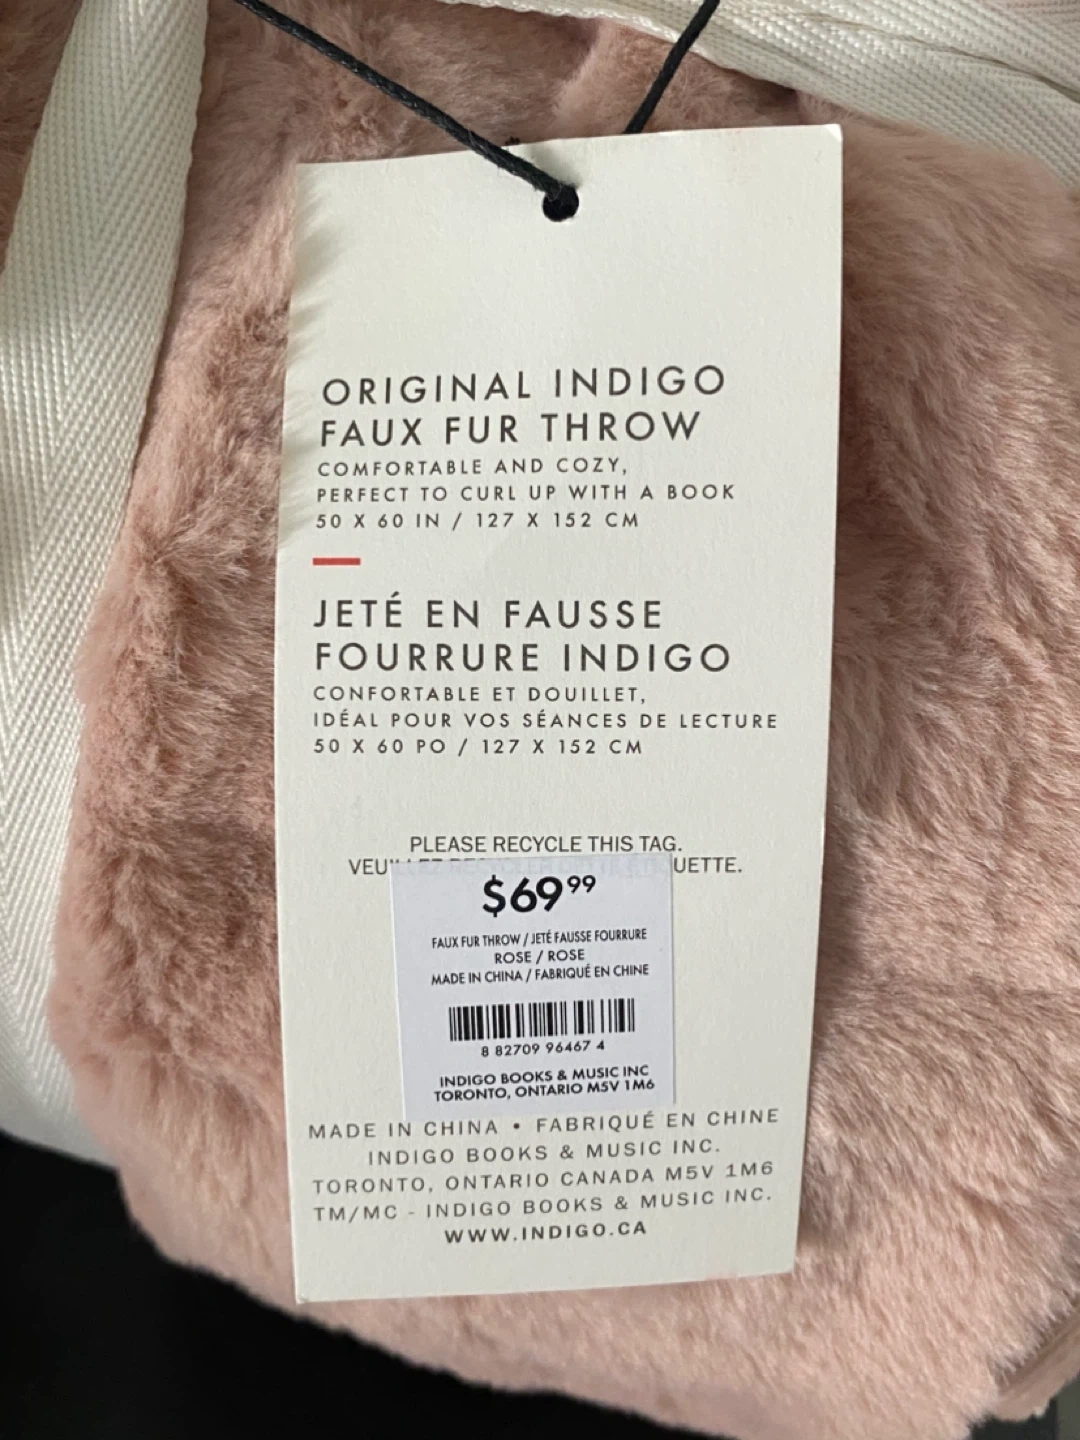 ORIGINAL INDIGO
FAUX FUR THROW
COMFORTABLE AND COZY,
PERFECT TO CURL UP WITH A BOOK
50 X 60 IN / 127 X 152 CM
JETÉ EN FAUSSE
FOURRURE INDIGO
CONFORTABLE ET DOUILLET,
IDÉAL POUR VOS SÉANCES DE LECTURE
50 X 60 PO / 127 X 152 CM
PLEASE RECYCLE THIS TAG.
$69⁹⁹
FAUX FUR THROW / JETÉ FAUSSE FOURRURE
ROSE / ROSE
MADE IN CHINA / FABRIQUÉ EN CHINE
8 82709 96467 4
INDIGO BOOKS & MUSIC INC
TORONTO, ONTARIO M5V 1M6
MADE IN CHINA • FABRIQUÉ EN CHINE
INDIGO BOOKS & MUSIC INC.
TORONTO, ONTARIO CANADA M5V 1M6
TM/MC - INDIGO BOOKS & MUSIC INC.
WWW.INDIGO.CA